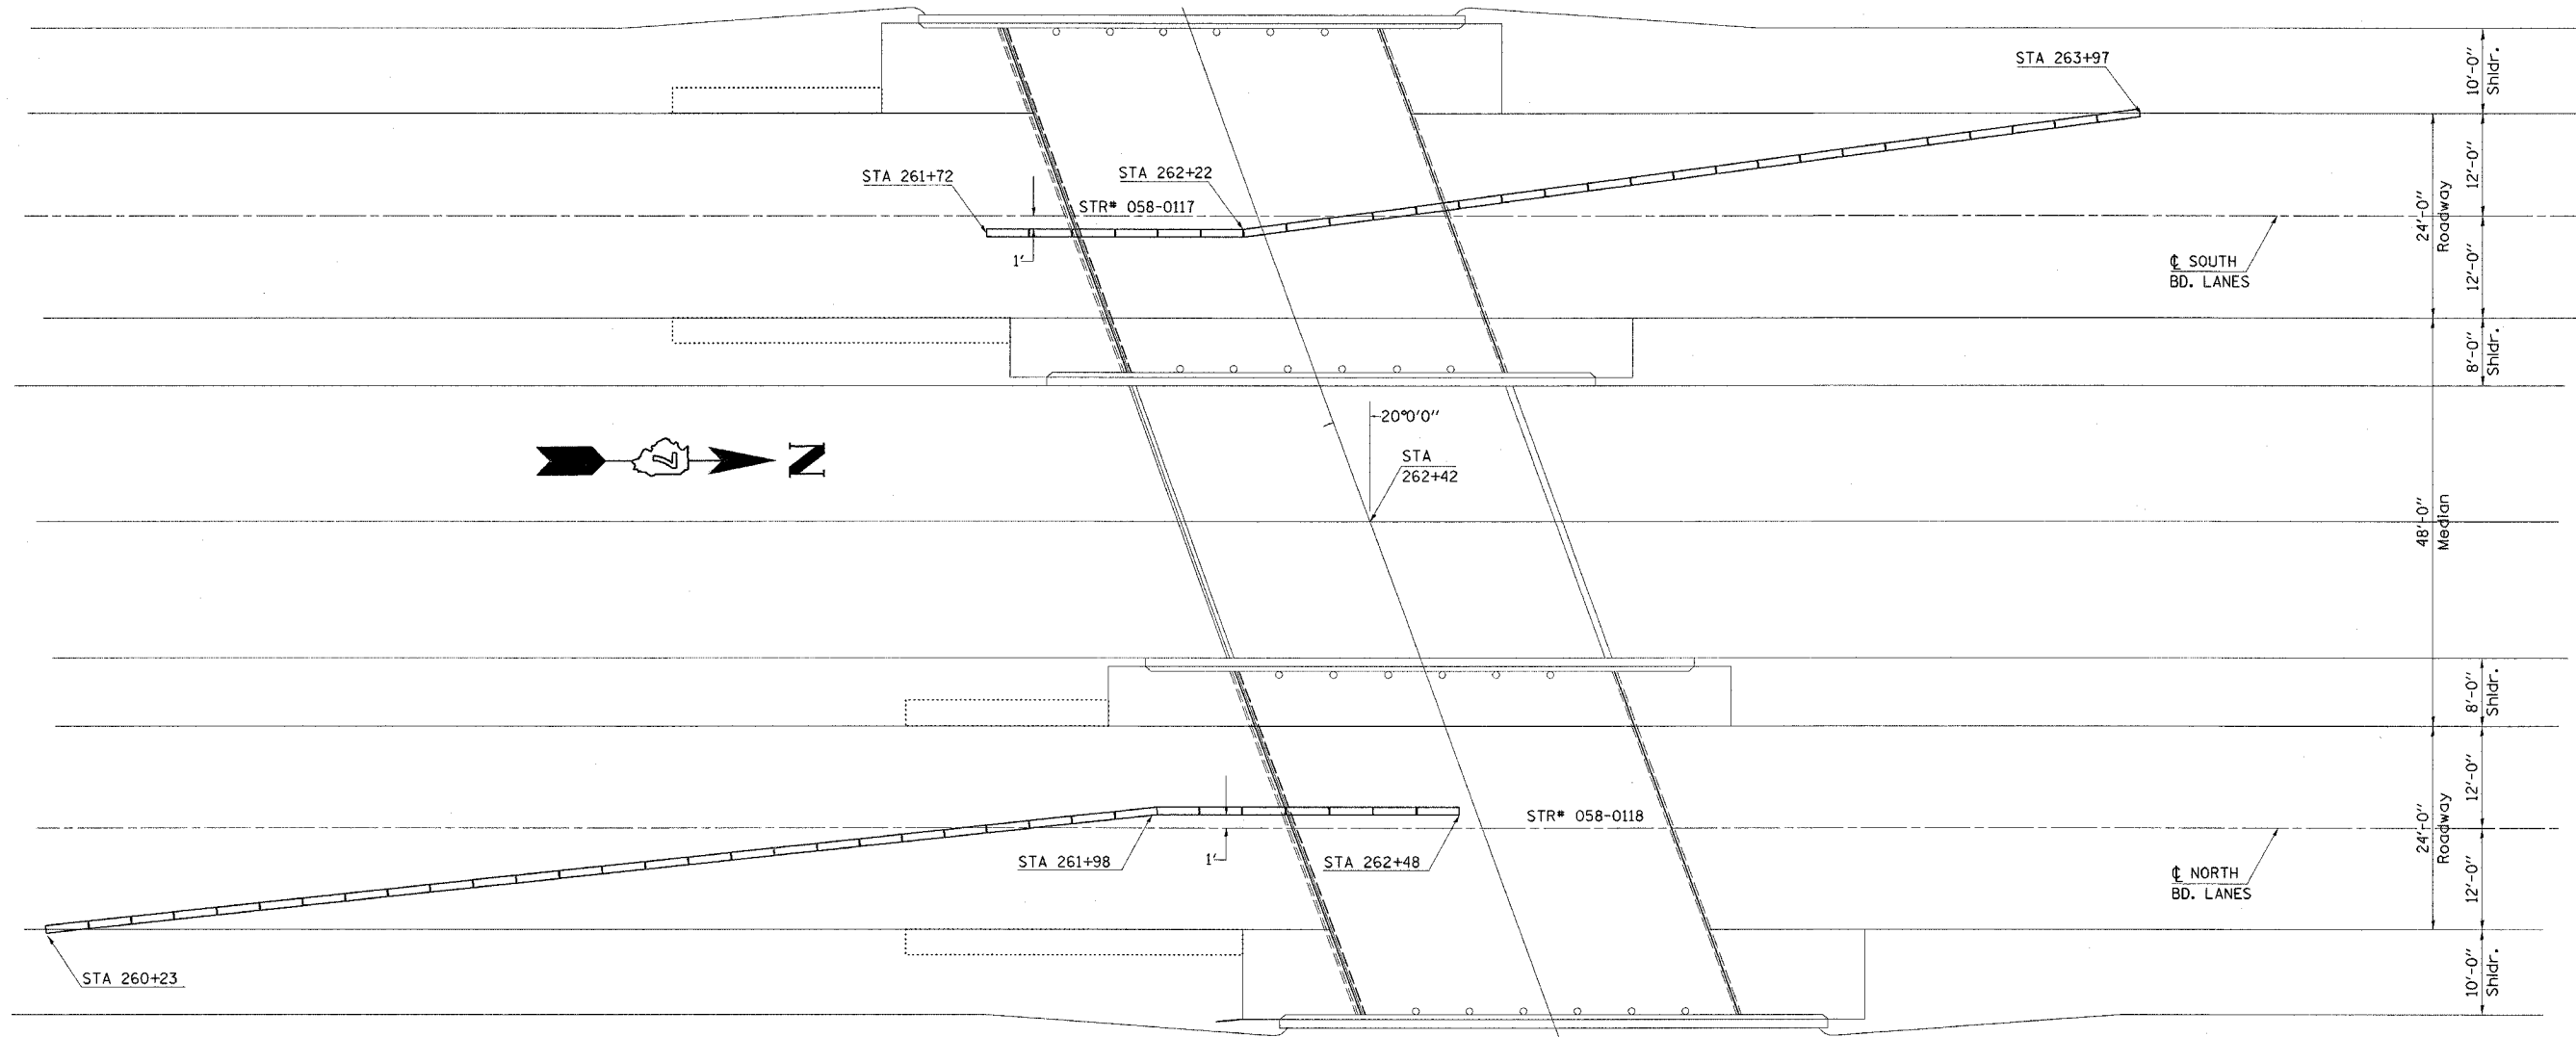 STA 263+97
10'-0"
Shldr.
STA 261+72
STA 262+22
12'-0"
24'-0"
Roadway
STR# 058-0117
1'
℄ SOUTH
BD. LANES
12'-0"
8'-0"
Shldr.
20°0'0"
STA
262+42
N
48'-0"
Median
8'-0"
Shldr.
12'-0"
STR# 058-0118
24'-0"
Roadway
STA 261+98
1'
STA 262+48
℄ NORTH
BD. LANES
12'-0"
STA 260+23
10'-0"
Shldr.